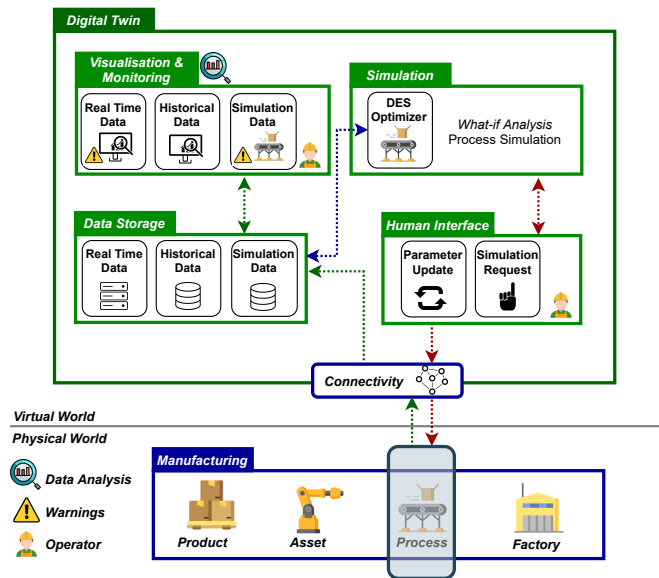 Digital Twin
Visualisation &
Monitoring
Real Time
Data
Historical
Data
Simulation
Data
Simulation
DES
Optimizer
What-if Analysis
Process Simulation
Data Storage
Real Time
Data
Historical
Data
Simulation
Data
Human Interface
Parameter
Update
Simulation
Request
Connectivity
Virtual World
Physical World
Data Analysis
Warnings
Operator
Manufacturing
Product
Asset
Process
Factory